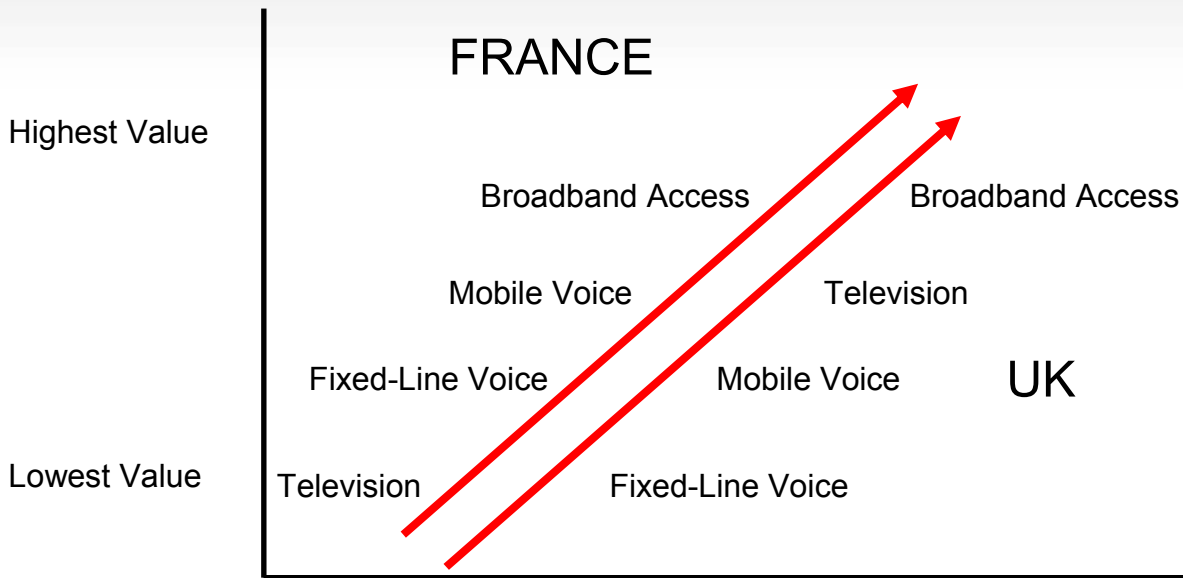 FRANCE
Highest Value
Broadband Access
Broadband Access
Mobile Voice
Television
Fixed-Line Voice
Mobile Voice
UK
Lowest Value
Television
Fixed-Line Voice